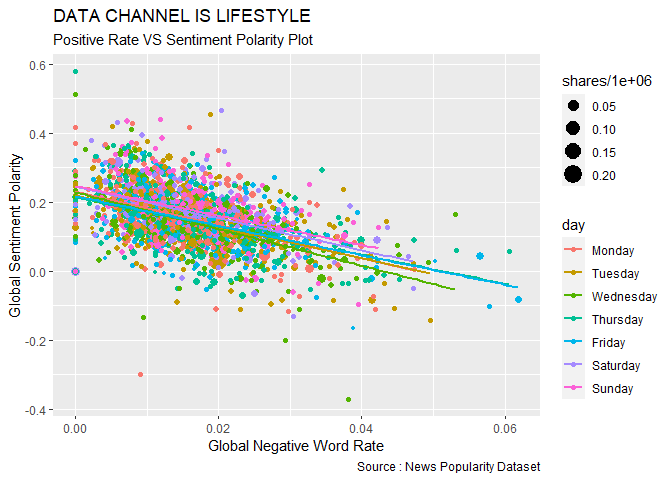 DATA CHANNEL IS LIFESTYLE
Positive Rate VS Sentiment Polarity Plot
Global Sentiment Polarity
0.6
0.4
0.2
0.0
-0.2
-0.4
0.00
0.02
0.04
0.06
Global Negative Word Rate
Source : News Popularity Dataset
shares/1e+06
0.05
0.10
0.15
0.20
day
Monday
Tuesday
Wednesday
Thursday
Friday
Saturday
Sunday